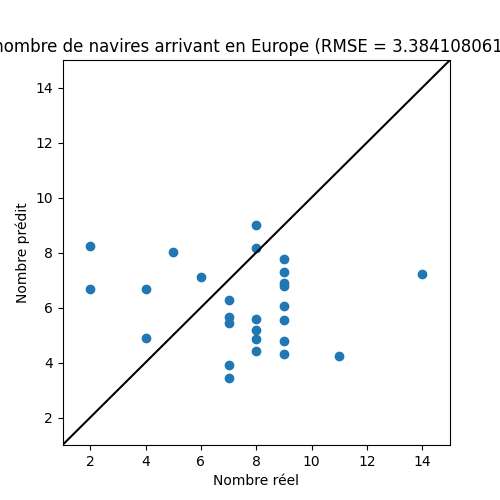 nombre de navires arrivant en Europe (RMSE = 3.384108061
14
12
10
8
6
4
2
Nombre prédit
2 4 6 8 10 12 14
Nombre réel